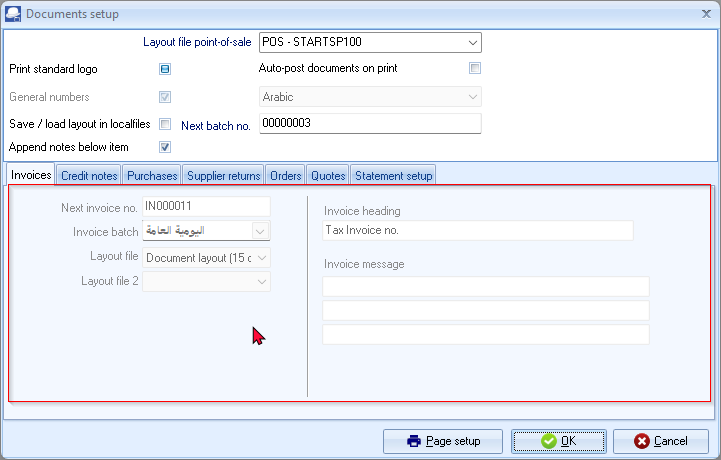 Documents setup
Layout file point-of-sale POS - STARTSP100
Print standard logo Auto-post documents on print
General numbers Arabic
Save / load layout in localfiles Next batch no. 00000003
Append notes below item
Invoices Credit notes Purchases Supplier returns Orders Quotes Statement setup
Next invoice no. IN000011
Invoice batch اليومية العامة
Layout file Document layout (15 c
Layout file 2
Invoice heading
Tax Invoice no.
Invoice message
Page setup OK Cancel